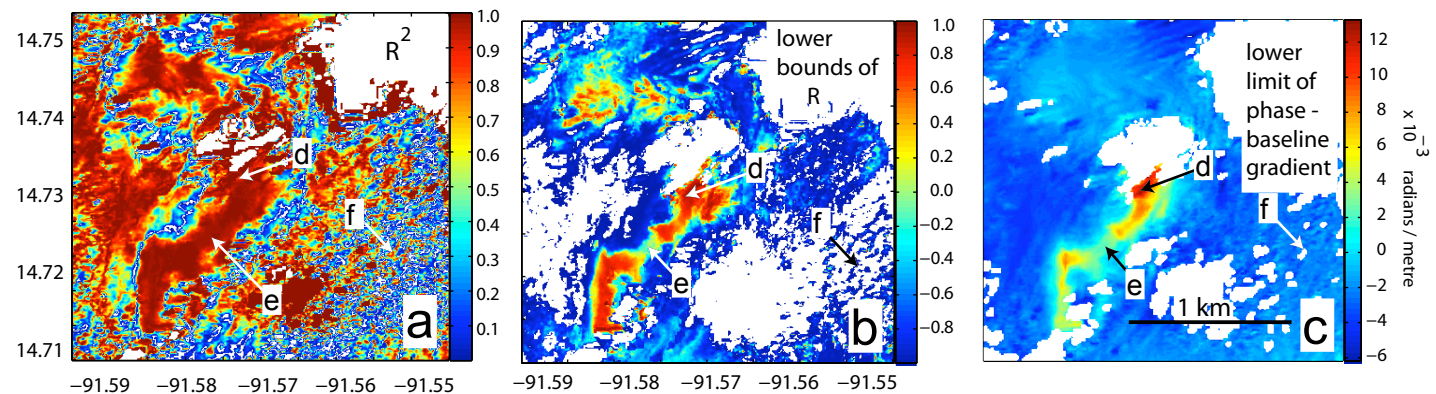 14.75
14.74
14.73
14.72
14.71
−91.59 −91.58 −91.57 −91.56 −91.55
R²
d
f
e
a
1.0
0.9
0.8
0.7
0.6
0.5
0.4
0.3
0.2
0.1
lower
bounds of
R
d
f
e
b
−91.59 −91.58 −91.57 −91.56 −91.55
1.0
0.8
0.6
0.4
0.2
0.0
−0.2
−0.4
−0.6
−0.8
lower
limit of
phase -
baseline
gradient
d
f
e
1 km
c
12
10
8
6
4
2
0
−2
−4
−6
x 10⁻³ radians / metre